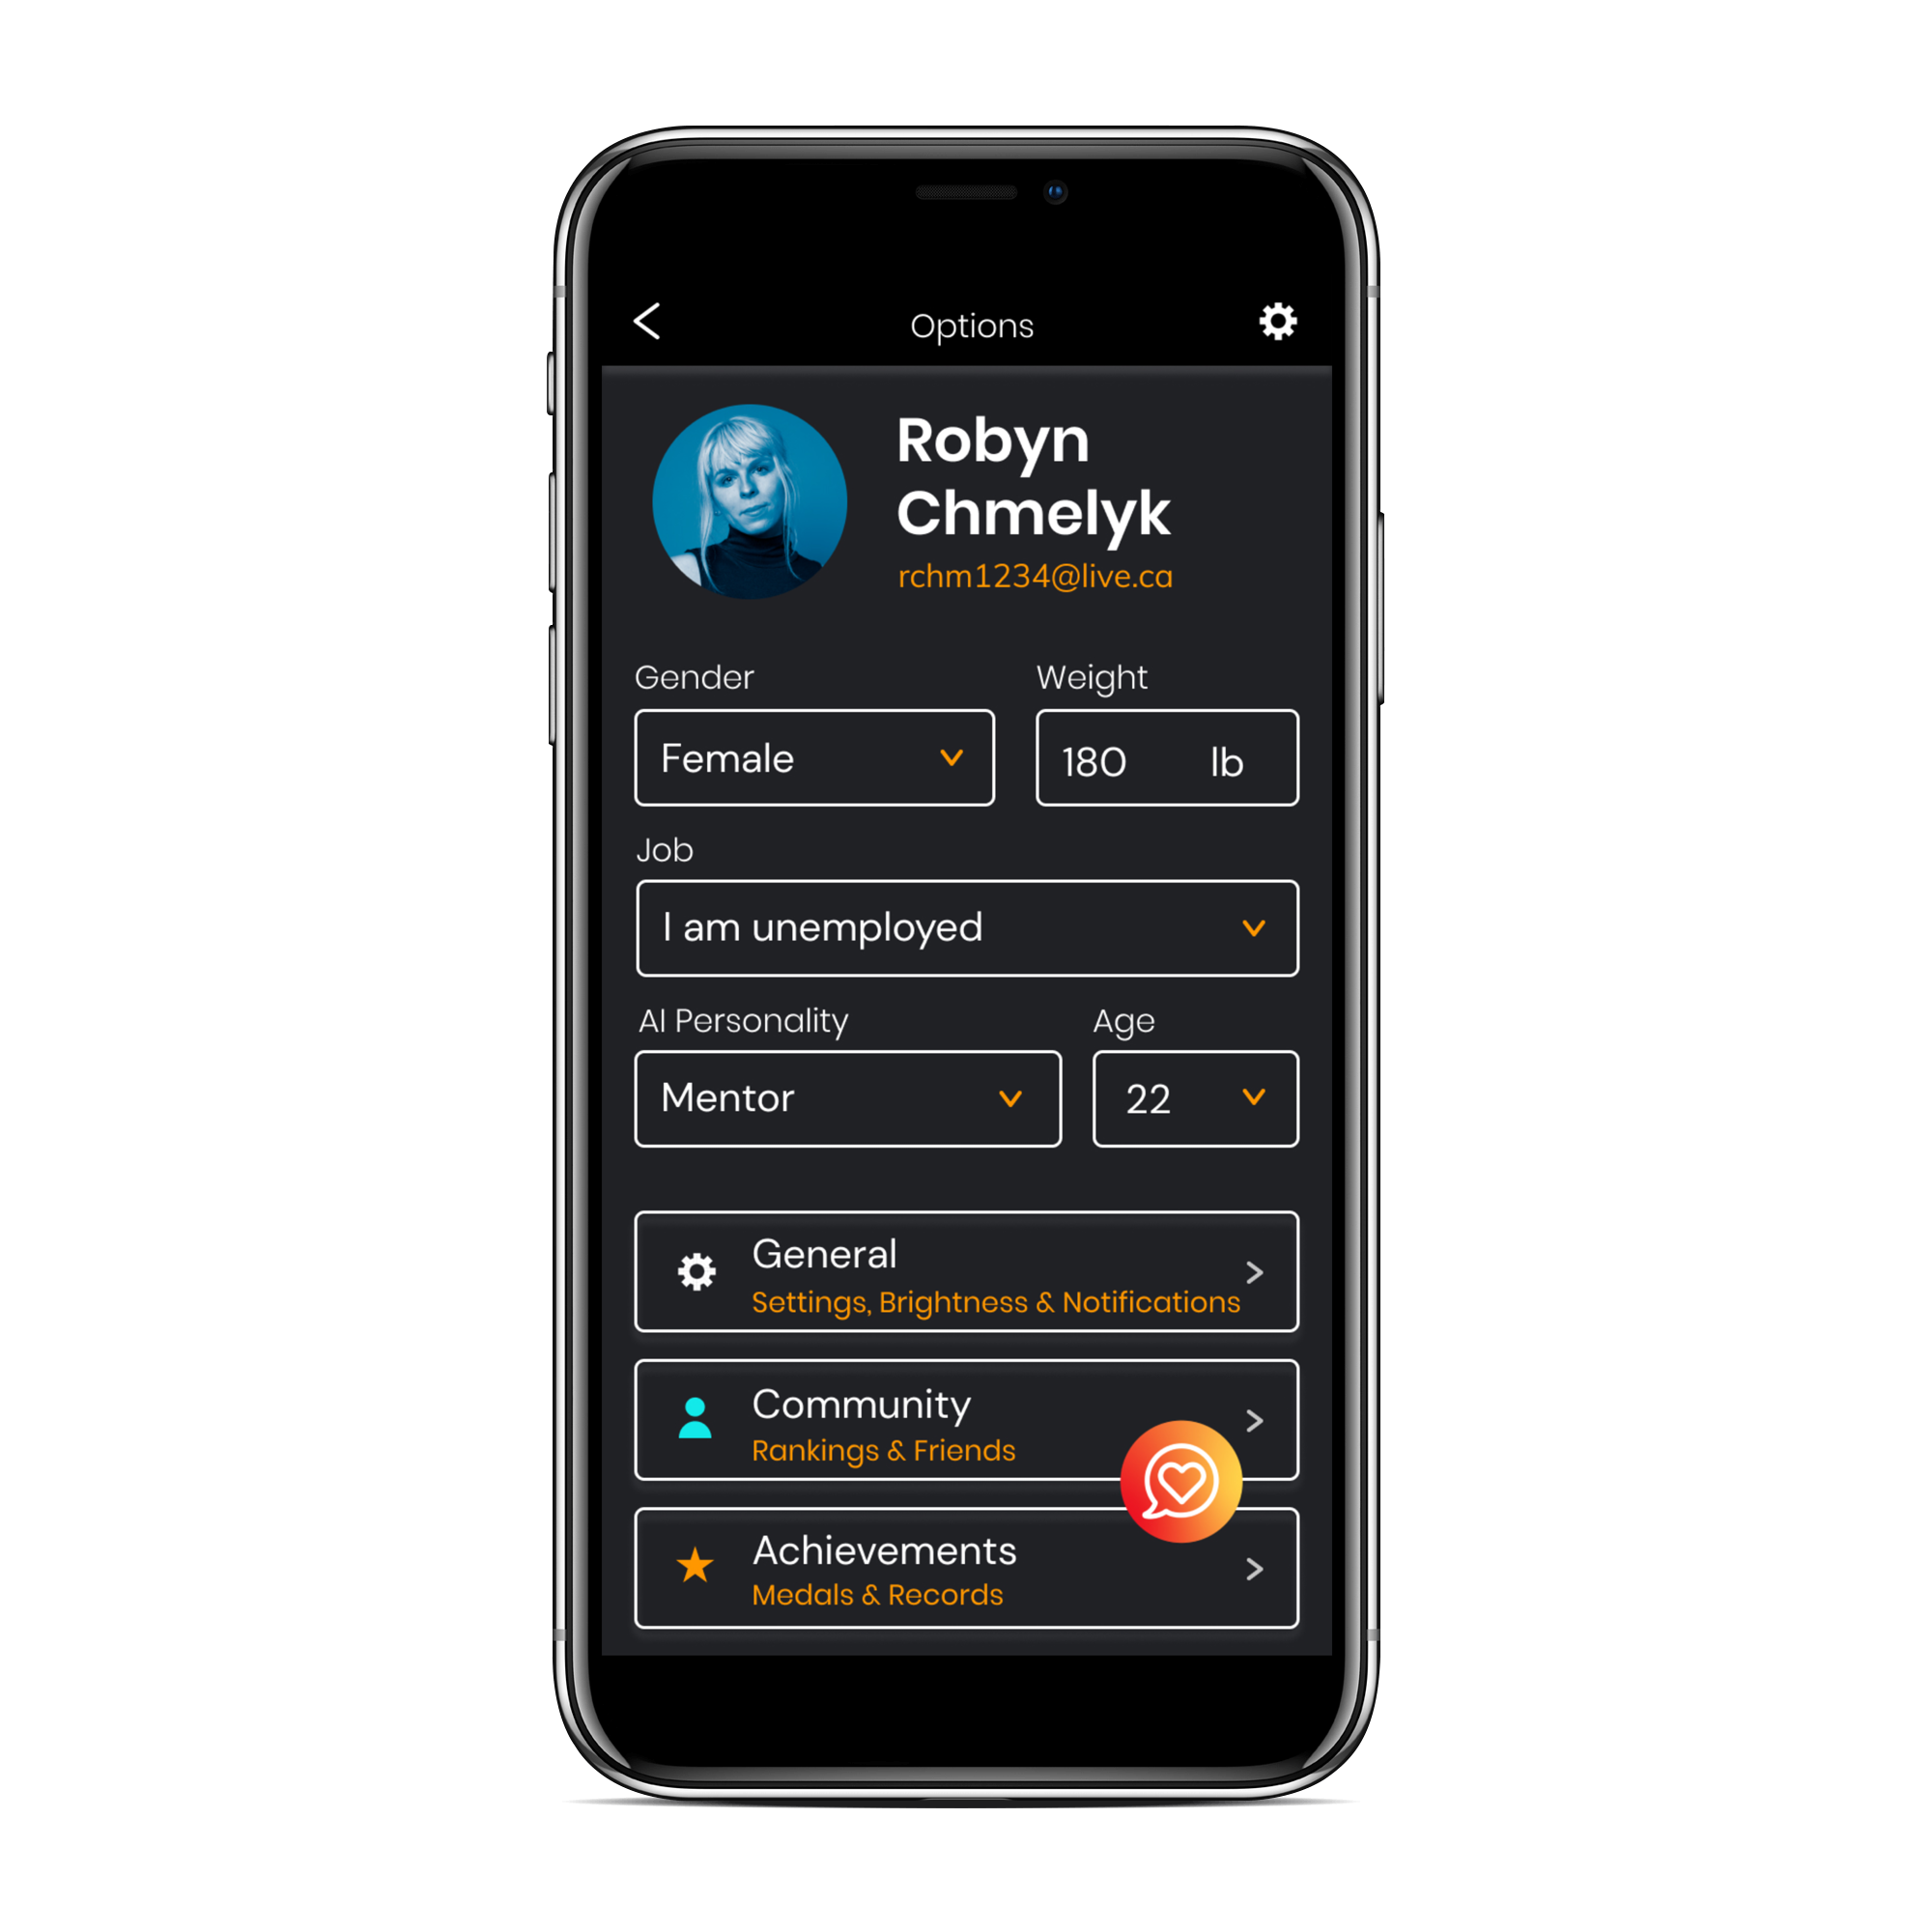 Options
Robyn
Chmelyk
rchm1234@live.ca
Gender
Weight
Female
180 lb
Job
I am unemployed
AI Personality
Age
Mentor
22
General
Settings, Brightness & Notifications
Community
Rankings & Friends
Achievements
Medals & Records